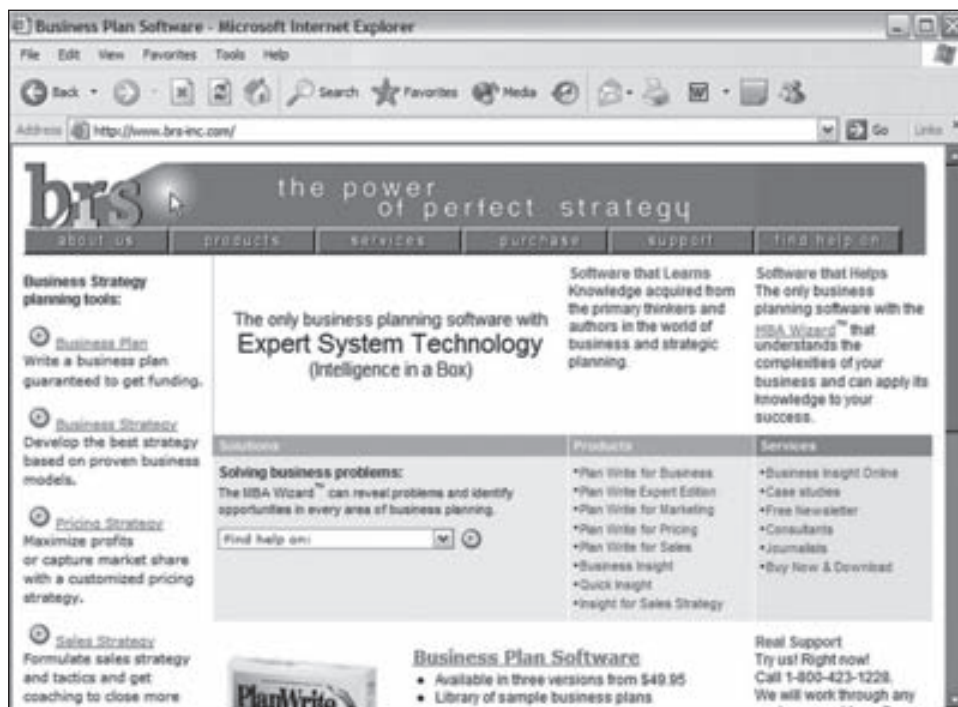 Business Plan Software - Microsoft Internet Explorer
File Edit View Favorites Tools Help
Back Search Favorites Media
Address http://www.brs-inc.com/ Go Links
brs
the power
of perfect strategy
about us products services purchase support find help on
Business Strategy
planning tools:
Business Plan
Write a business plan
guaranteed to get funding.
Business Strategy
Develop the best strategy
based on proven business
models.
Pricing Strategy
Maximize profits
or capture market share
with a customized pricing
strategy.
Sales Strategy
Formulate sales strategy
and tactics and get
coaching to close more
The only business planning software with
Expert System Technology
(Intelligence in a Box)
Software that Learns
Knowledge acquired from
the primary thinkers and
authors in the world of
business and strategic
planning.
Software that Helps
The only business
planning software with the
MBA Wizard™ that
understands the
complexities of your
business and can apply its
knowledge to your
success.
Solutions
Solving business problems:
The MBA Wizard™ can reveal problems and identify
opportunities in every area of business planning.
Find help on:
Products
•Plan Write for Business
•Plan Write Expert Edition
•Plan Write for Marketing
•Plan Write for Pricing
•Plan Write for Sales
•Business Insight
•Quick Insight
•Insight for Sales Strategy
Services
•Business Insight Online
•Case studies
•Free Newsletter
•Consultants
•Journalists
•Buy Now & Download
PlanWrite
Business Plan Software
• Available in three versions from $49.95
• Library of sample business plans
Real Support
Try us! Right now!
Call 1-800-423-1228.
We will work through any